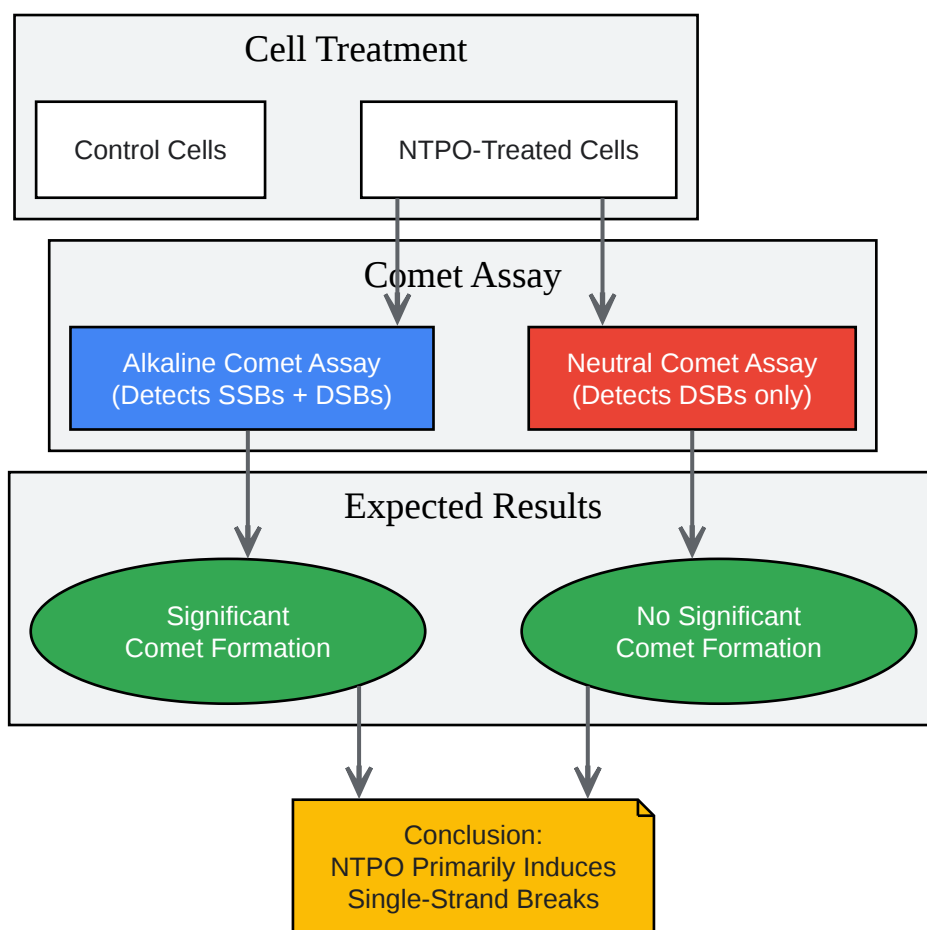 Cell Treatment
Control Cells
NTPO-Treated Cells
Comet Assay
Alkaline Comet Assay
(Detects SSBs + DSBs)
Neutral Comet Assay
(Detects DSBs only)
Expected Results
Significant
Comet Formation
No Significant
Comet Formation
Conclusion:
NTPO Primarily Induces
Single-Strand Breaks